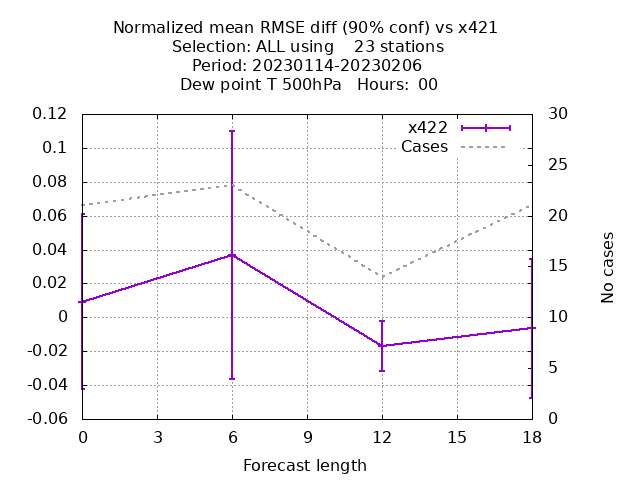 Normalized mean RMSE diff (90% conf) vs x421
Selection: ALL using    23 stations
Period: 20230114-20230206
Dew point T 500hPa   Hours:  00
x422
Cases
0.12
0.1
0.08
0.06
0.04
0.02
0
-0.02
-0.04
-0.06
30
25
20
15
10
5
0
No cases
0 3 6 9 12 15 18
Forecast length